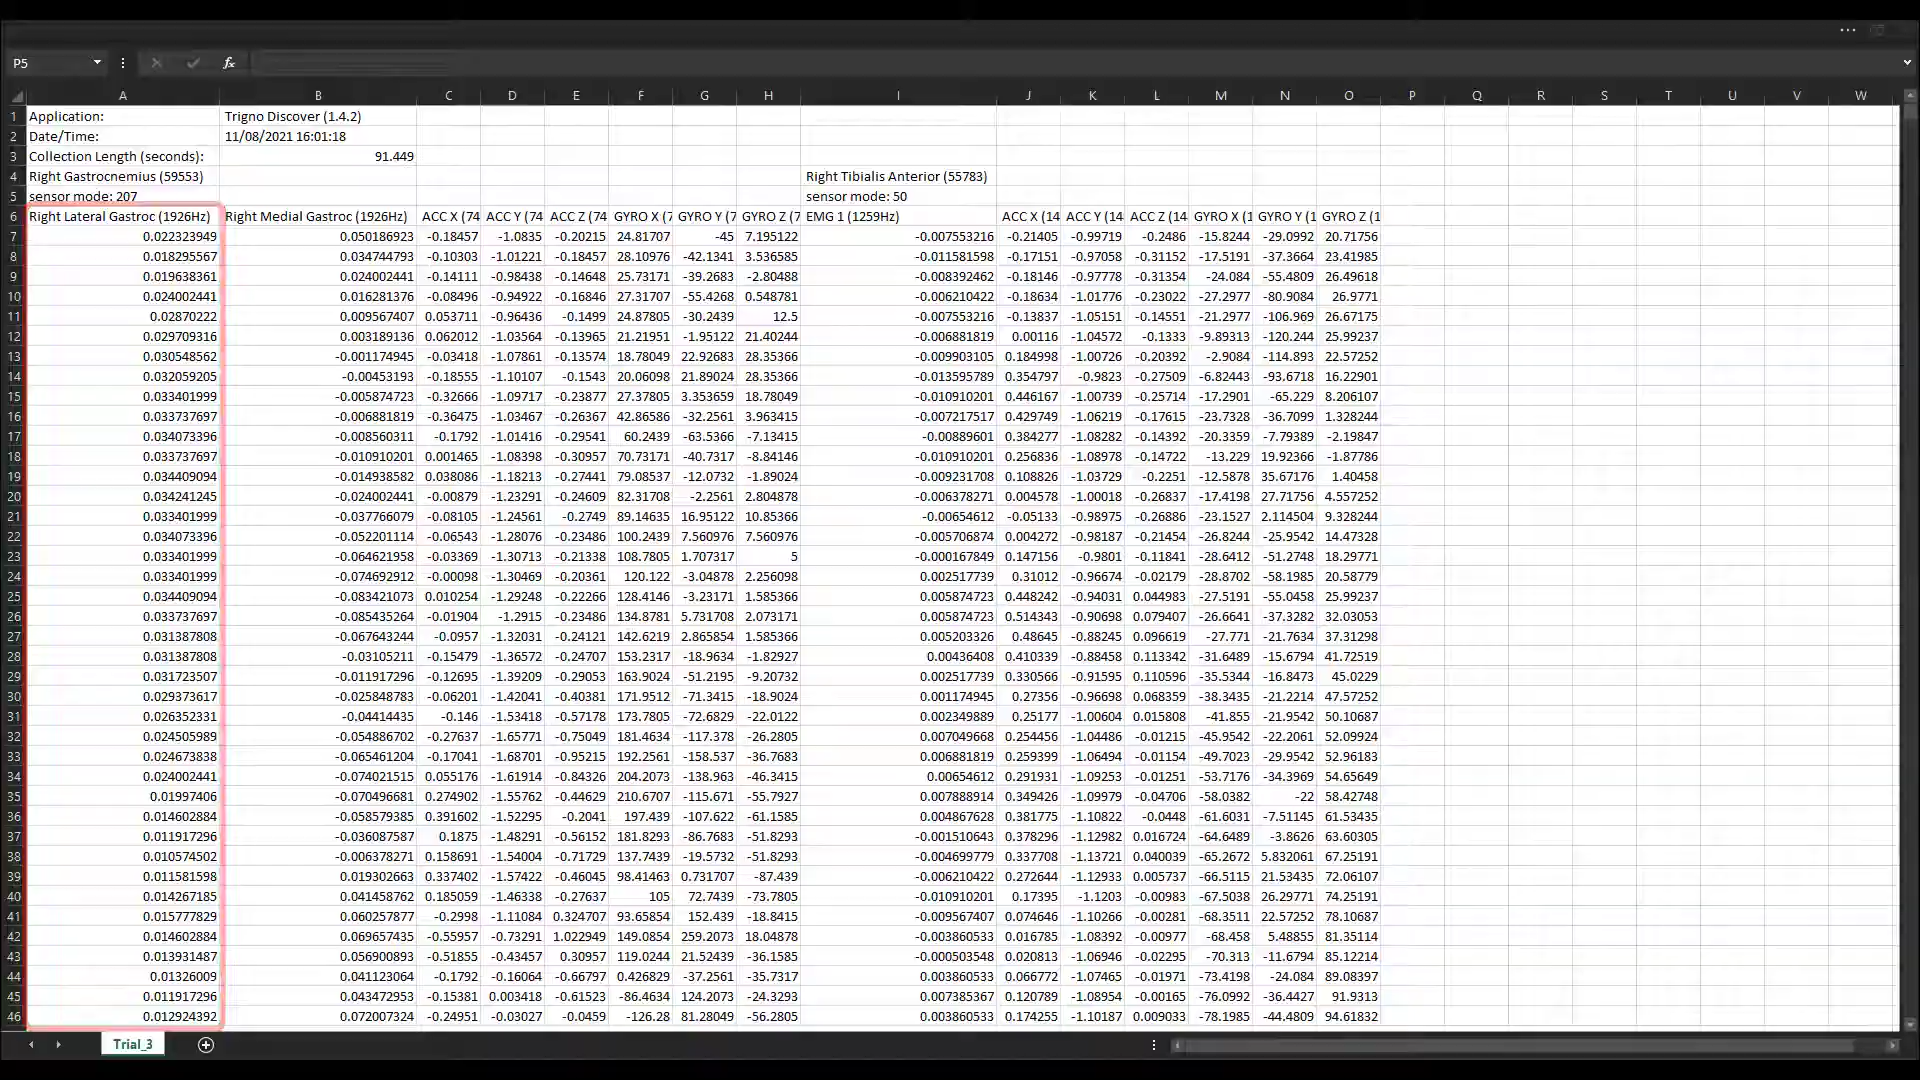 P5
fx
A B C D E F G H I J K L M N O P Q R S T U V W
1 Application: Trigno Discover (1.4.2)
2 Date/Time: 11/08/2021 16:01:18
3 Collection Length (seconds): 91.449
4 Right Gastrocnemius (59553) Right Tibialis Anterior (55783)
5 sensor mode: 207 sensor mode: 50
6 Right Lateral Gastroc (1926Hz) Right Medial Gastroc (1926Hz) ACC X (74 ACC Y (74 ACC Z (74 GYRO X (7 GYRO Y (7 GYRO Z (7 EMG 1 (1259Hz) ACC X (14 ACC Y (14 ACC Z (14 GYRO X (1 GYRO Y (1 GYRO Z (1
7 0.022323949 0.050186923 -0.18457 -1.0835 -0.20215 24.81707 -45 7.195122 -0.007553216 -0.21405 -0.99719 -0.2486 -15.8244 -29.0992 20.71756
8 0.018295567 0.034744793 -0.10303 -1.01221 -0.18457 28.10976 -42.1341 3.536585 -0.011581598 -0.17151 -0.97058 -0.31152 -17.5191 -37.3664 23.41985
9 0.019638361 0.024002441 -0.14111 -0.98438 -0.14648 25.73171 -39.2683 -2.80488 -0.008392462 -0.18146 -0.97778 -0.31354 -24.084 -55.4809 26.49618
10 0.024002441 0.016281376 -0.08496 -0.94922 -0.16846 27.31707 -55.4268 0.548781 -0.006210422 -0.18634 -1.01776 -0.23022 -27.2977 -80.9084 26.9771
11 0.02870222 0.009567407 0.053711 -0.96436 -0.1499 24.87805 -30.2439 12.5 -0.007553216 -0.13837 -1.05151 -0.14551 -21.2977 -106.969 26.67175
12 0.029709316 0.003189136 0.062012 -1.03564 -0.13965 21.21951 -1.95122 21.40244 -0.006881819 0.00116 -1.04572 -0.1333 -9.89313 -120.244 25.99237
13 0.030548562 -0.001174945 -0.03418 -1.07861 -0.13574 18.78049 22.92683 28.35366 -0.009903105 0.184998 -1.00726 -0.20392 -2.9084 -114.893 22.57252
14 0.032059205 -0.00453193 -0.18555 -1.10107 -0.1543 20.06098 21.89024 28.35366 -0.013595789 0.354797 -0.9823 -0.27509 -6.82443 -93.6718 16.22901
15 0.033401999 -0.005874723 -0.32666 -1.09717 -0.23877 27.37805 3.353659 18.78049 -0.010910201 0.446167 -1.00739 -0.25714 -17.2901 -65.229 8.206107
16 0.033737697 -0.006881819 -0.36475 -1.03467 -0.26367 42.86586 -32.2561 3.963415 -0.007217517 0.429749 -1.06219 -0.17615 -23.7328 -36.7099 1.328244
17 0.034073396 -0.008560311 -0.1792 -1.01416 -0.29541 60.2439 -63.5366 -7.13415 -0.00889601 0.384277 -1.08282 -0.14392 -20.3359 -7.79389 -2.19847
18 0.033737697 -0.010910201 0.001465 -1.08398 -0.30957 70.73171 -40.7317 -8.84146 -0.010910201 0.256836 -1.08978 -0.14722 -13.229 19.92366 -1.87786
19 0.034409094 -0.014938582 0.038086 -1.18213 -0.27441 79.08537 -12.0732 -1.89024 -0.009231708 0.108826 -1.03729 -0.2251 -12.5878 35.67176 1.40458
20 0.034241245 -0.024002441 -0.00879 -1.23291 -0.24609 82.31708 -2.2561 2.804878 -0.006378271 0.004578 -1.00018 -0.26837 -17.4198 27.71756 4.557252
21 0.033401999 -0.037766079 -0.08105 -1.24561 -0.2749 89.14635 16.95122 10.85366 -0.00654612 -0.05133 -0.98975 -0.26886 -23.1527 2.114504 9.328244
22 0.034073396 -0.052201114 -0.06543 -1.28076 -0.23486 100.2439 7.560976 7.560976 -0.005706874 0.004272 -0.98187 -0.21454 -26.8244 -25.9542 14.47328
23 0.033401999 -0.064621958 -0.03369 -1.30713 -0.21338 108.7805 1.707317 5 -0.000167849 0.147156 -0.9801 -0.11841 -28.6412 -51.2748 18.29771
24 0.033401999 -0.074692912 -0.00098 -1.30469 -0.20361 120.122 -3.04878 2.256098 0.002517739 0.31012 -0.96674 -0.02179 -28.8702 -58.1985 20.58779
25 0.034409094 -0.083421073 0.010254 -1.29248 -0.22266 128.4146 -3.23171 1.585366 0.005874723 0.448242 -0.94031 0.044983 -27.5191 -55.0458 25.99237
26 0.033737697 -0.085435264 -0.01904 -1.2915 -0.23486 134.8781 5.731708 2.073171 0.005874723 0.514343 -0.90698 0.079407 -26.6641 -37.3282 32.03053
27 0.031387808 -0.067643244 -0.0957 -1.32031 -0.24121 142.6219 2.865854 1.585366 0.005203326 0.48645 -0.88245 0.096619 -27.771 -21.7634 37.31298
28 0.031387808 -0.03105211 -0.15479 -1.36572 -0.24707 153.2317 -18.9634 -1.82927 0.00436408 0.410339 -0.88458 0.113342 -31.6489 -15.6794 41.72519
29 0.031723507 -0.011917296 -0.12695 -1.39209 -0.29053 163.9024 -51.2195 -9.20732 0.002517739 0.330566 -0.91595 0.110596 -35.5344 -16.8473 45.0229
30 0.029373617 -0.025848783 -0.06201 -1.42041 -0.40381 171.9512 -71.3415 -18.9024 0.001174945 0.27356 -0.96698 0.068359 -38.3435 -21.2214 47.57252
31 0.026352331 -0.04414435 -0.146 -1.53418 -0.57178 173.7805 -72.6829 -22.0122 0.002349889 0.25177 -1.00604 0.015808 -41.855 -21.9542 50.10687
32 0.024505989 -0.054886702 -0.27637 -1.65771 -0.75049 181.4634 -117.378 -26.2805 0.007049668 0.254456 -1.04486 -0.01215 -45.9542 -22.2061 52.09924
33 0.024673838 -0.065461204 -0.17041 -1.68701 -0.95215 192.2561 -158.537 -36.7683 0.006881819 0.259399 -1.06494 -0.01154 -49.7023 -29.9542 52.96183
34 0.024002441 -0.074021515 0.055176 -1.61914 -0.84326 204.2073 -138.963 -46.3415 0.00654612 0.291931 -1.09253 -0.01251 -53.7176 -34.3969 54.65649
35 0.01997406 -0.070496681 0.274902 -1.55762 -0.44629 210.6707 -115.671 -55.7927 0.007888914 0.349426 -1.09979 -0.04706 -58.0382 -22 58.42748
36 0.014602884 -0.058579385 0.391602 -1.52295 -0.2041 197.439 -107.622 -61.1585 0.004867628 0.381775 -1.10822 -0.0448 -61.6031 -7.51145 61.53435
37 0.011917296 -0.036087587 0.1875 -1.48291 -0.56152 181.8293 -86.7683 -51.8293 -0.001510643 0.378296 -1.12982 0.016724 -64.6489 -3.8626 63.60305
38 0.010574502 -0.006378271 0.158691 -1.54004 -0.71729 137.7439 -19.5732 -51.8293 -0.004699779 0.337708 -1.13721 0.040039 -65.2672 5.832061 67.25191
39 0.011581598 0.019302663 0.337402 -1.57422 -0.46045 98.41463 0.731707 -87.439 -0.006210422 0.272644 -1.12933 0.005737 -66.5115 21.53435 72.06107
40 0.014267185 0.041458762 0.185059 -1.46338 -0.27637 105 72.7439 -73.7805 -0.010910201 0.17395 -1.1203 -0.00983 -67.5038 26.29771 74.25191
41 0.015777829 0.060257877 -0.2998 -1.11084 0.324707 93.65854 152.439 -18.8415 -0.009567407 0.074646 -1.10266 -0.00281 -68.3511 22.57252 78.10687
42 0.014602884 0.069657435 -0.55957 -0.73291 1.022949 149.0854 259.2073 18.04878 -0.003860533 0.016785 -1.08392 -0.00977 -68.458 5.48855 81.35114
43 0.013931487 0.056900893 -0.51855 -0.43457 0.30957 119.0244 21.52439 -36.1585 -0.000503548 0.020813 -1.06946 -0.02295 -70.313 -11.6794 85.12214
44 0.01326009 0.041123064 -0.1792 -0.16064 -0.66797 0.426829 -37.2561 -35.7317 0.003860533 0.066772 -1.07465 -0.01971 -73.4198 -24.084 89.08397
45 0.011917296 0.043472953 -0.15381 0.003418 -0.61523 -86.4634 124.2073 -24.3293 0.007385367 0.120789 -1.08954 -0.00165 -76.0992 -36.4427 91.9313
46 0.012924392 0.072007324 -0.24951 -0.03027 -0.0459 -126.28 81.28049 -56.2805 0.003860533 0.174255 -1.10187 0.009033 -78.1985 -44.4809 94.61832
Trial_3